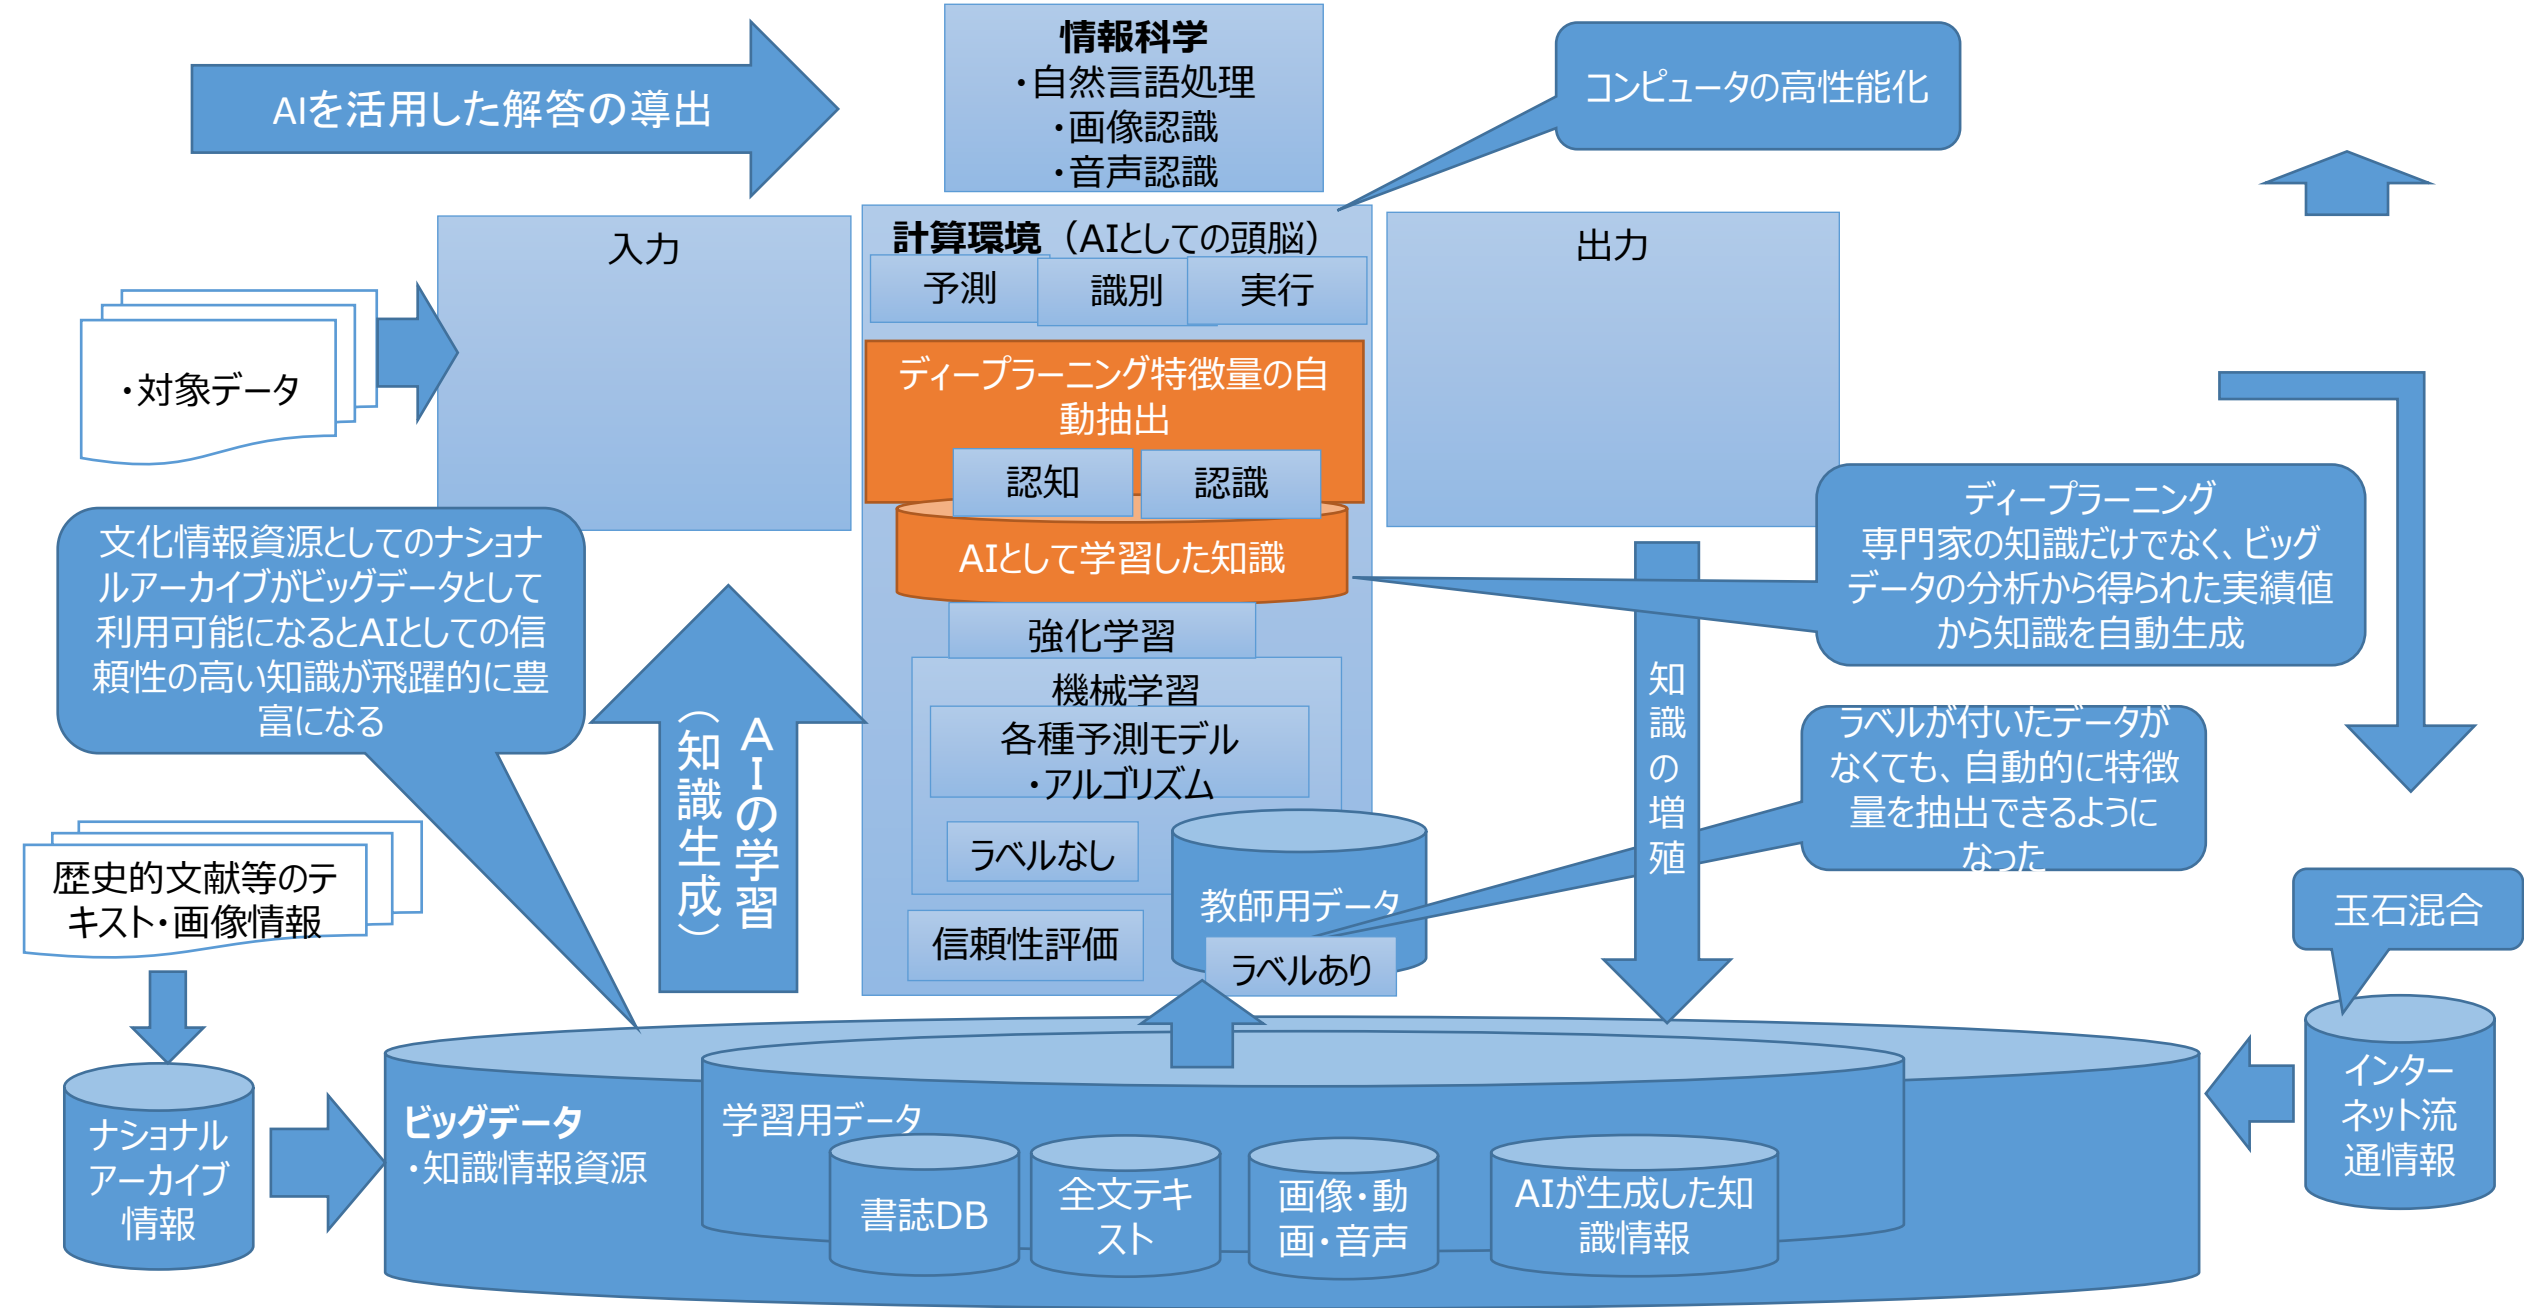 情報科学
・自然言語処理
・画像認識
・音声認識
コンピュータの高性能化
AIを活用した解答の導出
入力
計算環境（AIとしての頭脳）
予測
識別
実行
出力
・対象データ
ディープラーニング特徴量の自
動抽出
認知
認識
AIとして学習した知識
文化情報資源としてのナショナ
ルアーカイブがビッグデータとして
利用可能になるとAIとしての信
頼性の高い知識が飛躍的に豊
富になる
ディープラーニング
専門家の知識だけでなく、ビッグ
データの分析から得られた実績値
から知識を自動生成
強化学習
機械学習
各種予測モデル
・アルゴリズム
ラベルなし
信頼性評価
教師用データ
ラベルあり
AIの学習
（知識生成）
知識の増殖
ラベルが付いたデータが
なくても、自動的に特徴
量を抽出できるように
なった
歴史的文献等のテ
キスト・画像情報
玉石混合
ナショナル
アーカイブ
情報
ビッグデータ
・知識情報資源
学習用データ
書誌DB
全文テキ
スト
画像・動
画・音声
AIが生成した知
識情報
インター
ネット流
通情報